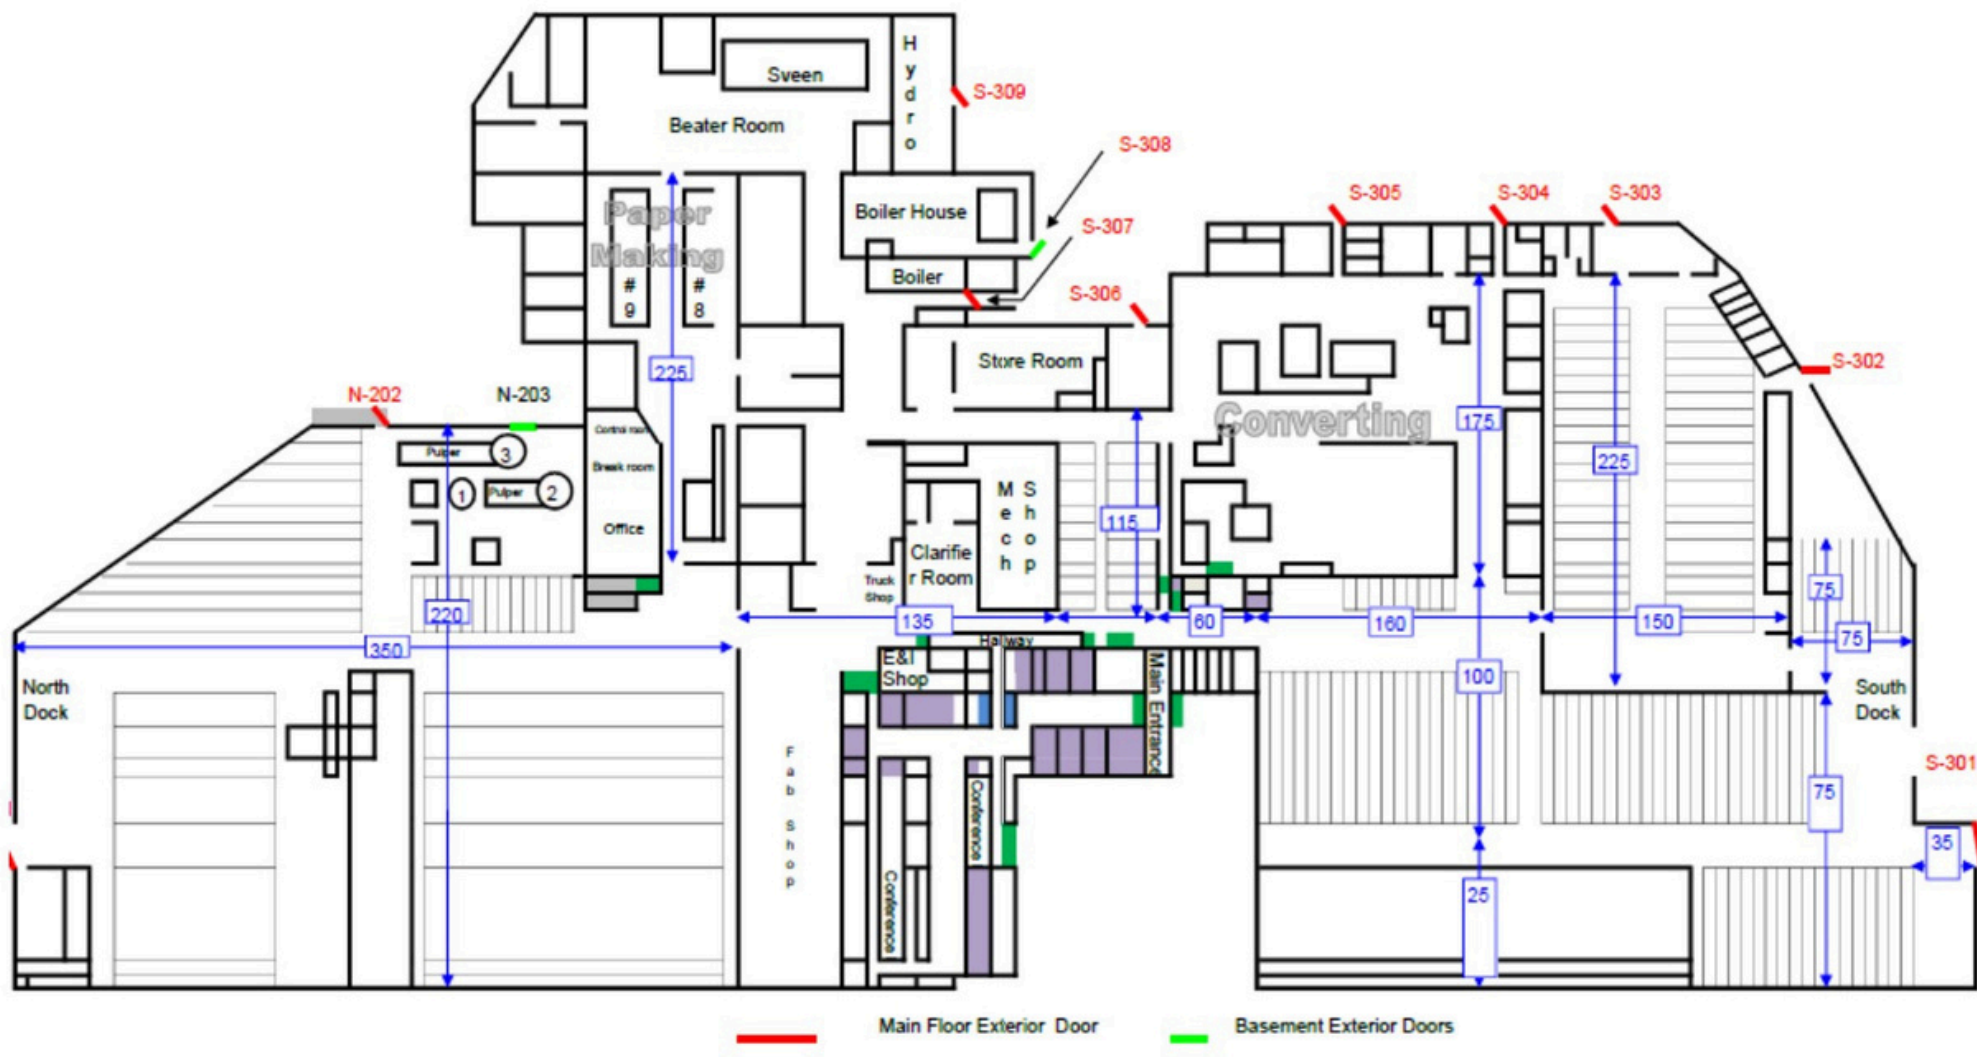 H
y
d
r
o
Sveen
S-309
Beater Room
S-308
S-305
S-304
S-303
Paper
Making
Boiler House
S-307
#
9
#
8
Boiler
S-306
Store Room
225
S-302
N-202
N-203
Converting
175
Control room
Pulper
3
Break room
225
1
Pulper
2
M
e
c
h
S
h
o
p
115
Office
Clarifie
r Room
Truck
Shop
75
220
135
60
160
150
75
350
Hallway
E&I
Shop
Main Entrance
100
North
Dock
South
Dock
F
a
b
S
h
o
p
S-301
75
Conference
Conference
35
25
Main Floor Exterior Door
Basement Exterior Doors